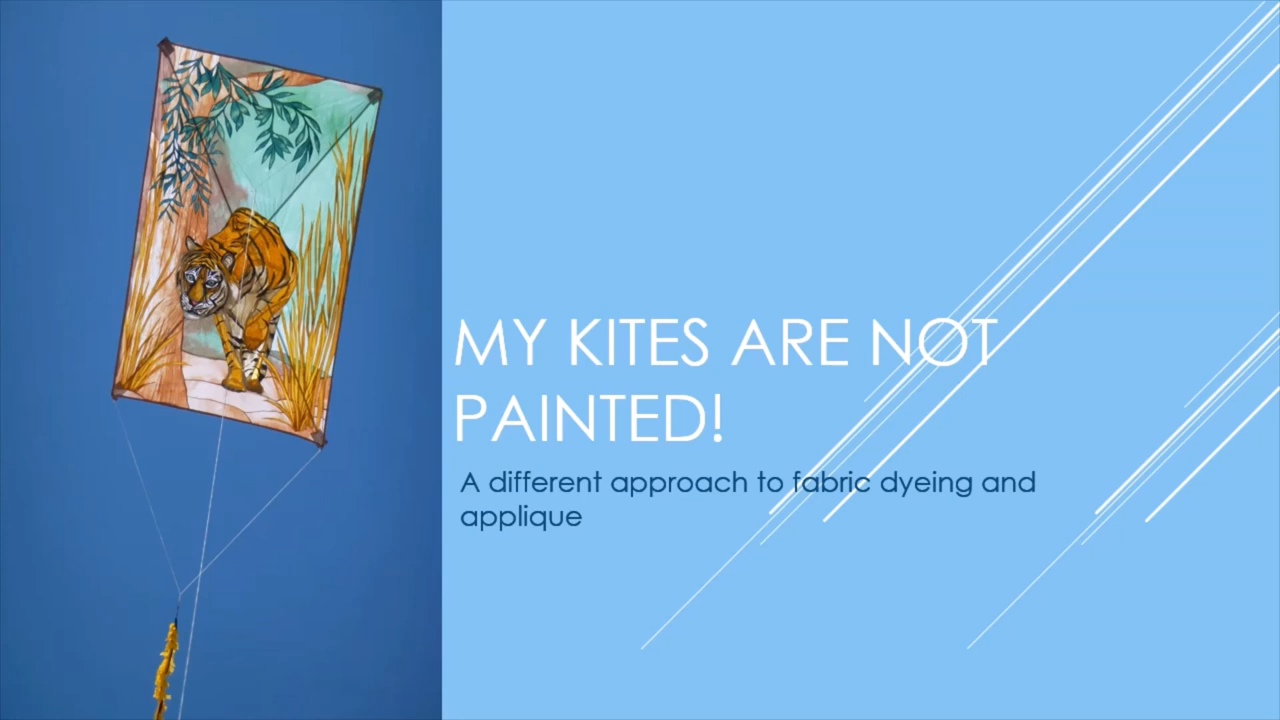 MY KITES ARE NOT
PAINTED!
A different approach to fabric dyeing and
applique